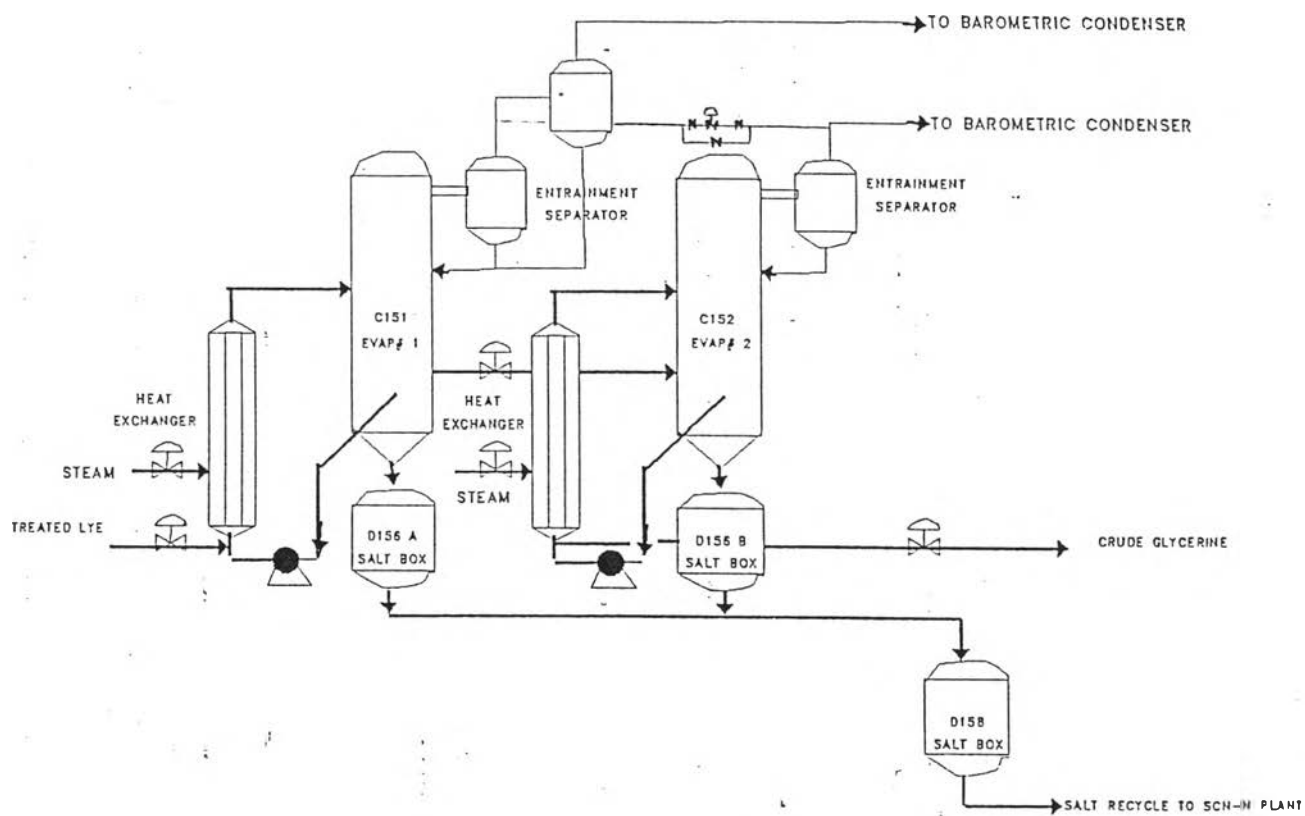 TO BAROMETRIC CONDENSER
TO BAROMETRIC CONDENSER
ENTRAINMENT
SEPARATOR
ENTRAINMENT
SEPARATOR
C151
EVAP# 1
C152
EVAP# 2
HEAT
EXCHANGER
HEAT
EXCHANGER
STEAM
STEAM
TREATED LYE
D156 A
SALT BOX
D156 B
SALT BOX
CRUDE GLYCERINE
D158
SALT BOX
SALT RECYCLE TO SCN-IN PLANT